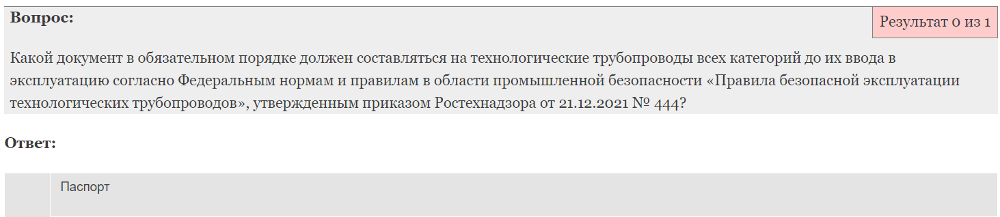 Вопрос:
Результат 0 из 1
Какой документ в обязательном порядке должен составляться на технологические трубопроводы всех категорий до их ввода в
эксплуатацию согласно Федеральным нормам и правилам в области промышленной безопасности «Правила безопасной эксплуатации
технологических трубопроводов», утвержденным приказом Ростехнадзора от 21.12.2021 № 444?
Ответ:
Паспорт